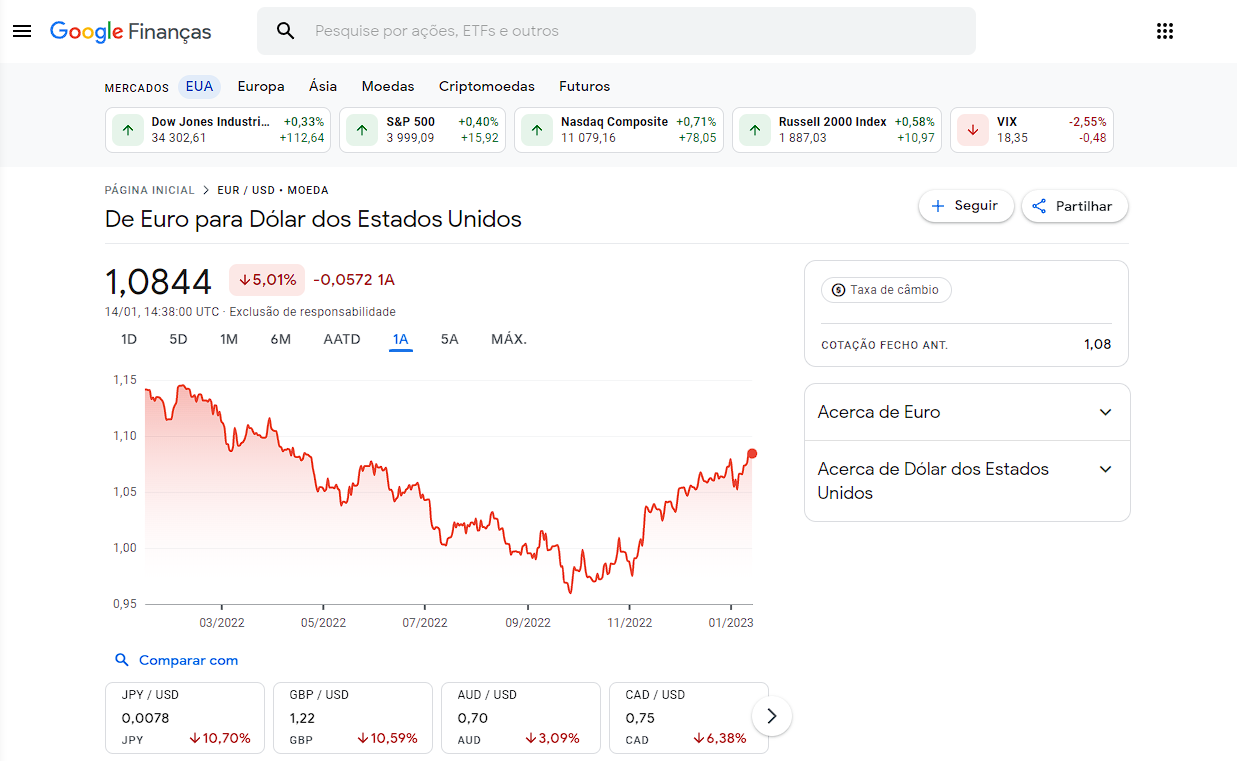 Google Finanças
Pesquise por ações, ETFs e outros
MERCADOS EUA Europa Ásia Moedas Criptomoedas Futuros
Dow Jones Industri... +0,33%
34 302,61 +112,64
S&P 500 +0,40%
3 999,09 +15,92
Nasdaq Composite +0,71%
11 079,16 +78,05
Russell 2000 Index +0,58%
1 887,03 +10,97
VIX -2,55%
18,35 -0,48
PÁGINA INICIAL > EUR / USD • MOEDA
De Euro para Dólar dos Estados Unidos
Seguir
Partilhar
1,0844 ↓5,01% -0,0572 1A
14/01, 14:38:00 UTC · Exclusão de responsabilidade
1D 5D 1M 6M AATD 1A 5A MÁX.
1,15
1,10
1,05
1,00
0,95
03/2022 05/2022 07/2022 09/2022 11/2022 01/2023
Taxa de câmbio
COTAÇÃO FECHO ANT. 1,08
Acerca de Euro
Acerca de Dólar dos Estados
Unidos
Comparar com
JPY / USD
0,0078
JPY ↓10,70%
GBP / USD
1,22
GBP ↓10,59%
AUD / USD
0,70
AUD ↓3,09%
CAD / USD
0,75
CAD ↓6,38%